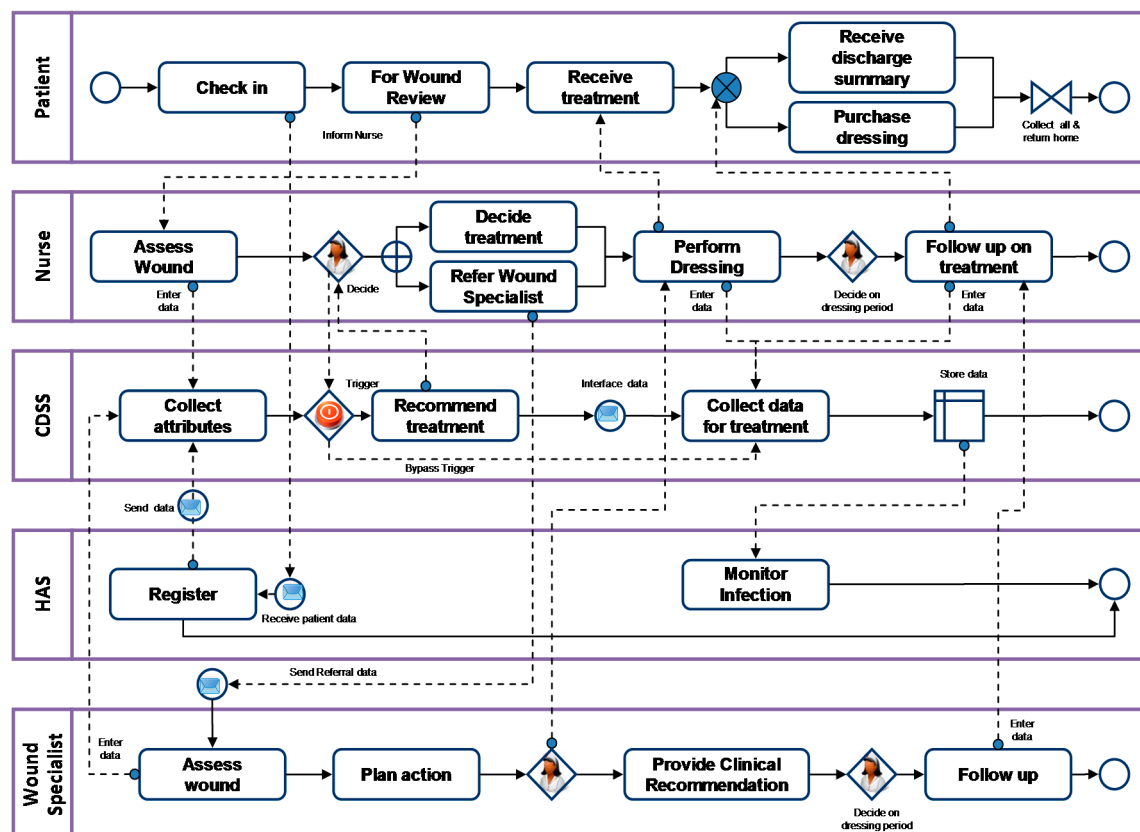 Patient
Check in
For Wound
Review
Receive
treatment
Receive
discharge
summary
Purchase
dressing
Collect all &
return home
Inform Nurse
Nurse
Assess
Wound
Enter
data
Decide
Decide
treatment
Refer Wound
Specialist
Perform
Dressing
Enter
data
Decide on
dressing period
Follow up on
treatment
Enter
data
CDSS
Collect
attributes
Trigger
Recommend
treatment
Interface data
Collect data
for treatment
Store data
Bypass Trigger
Send data
HAS
Register
Receive patient data
Monitor
Infection
Send Referral data
Wound
Specialist
Enter
data
Assess
wound
Plan action
Provide Clinical
Recommendation
Decide on
dressing period
Follow up
Enter
data